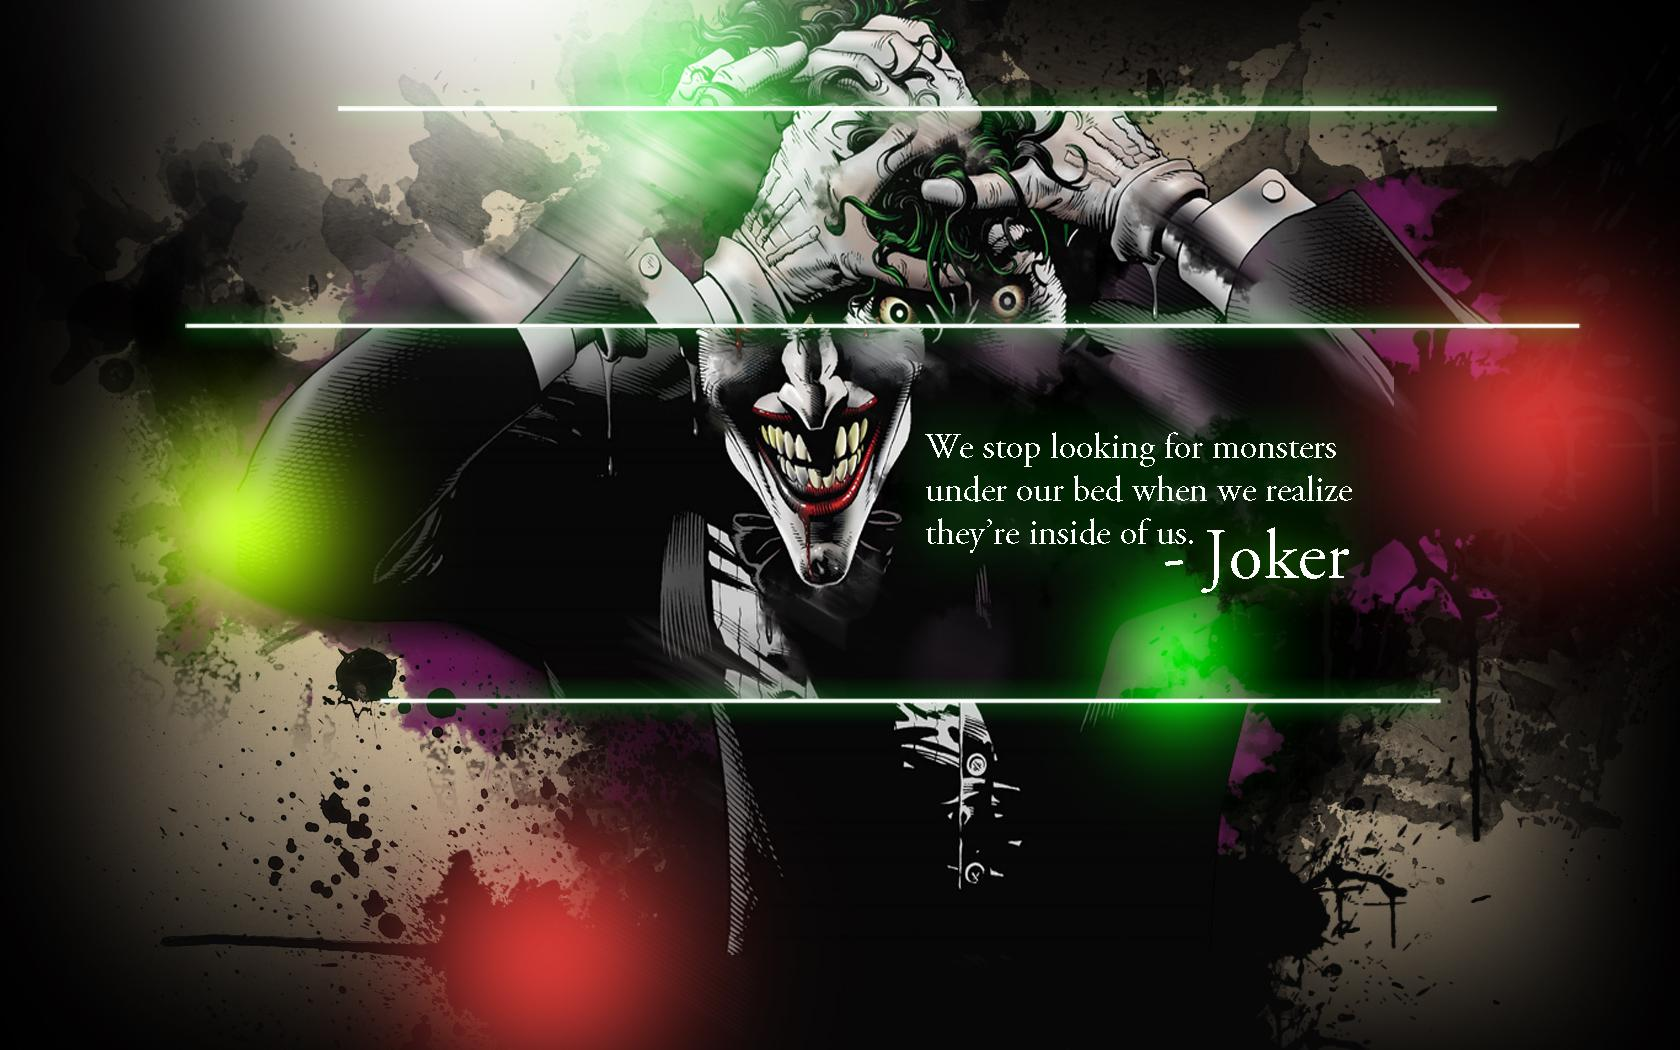 We stop looking for monsters
under our bed when we realize
they're inside of us.
- Joker